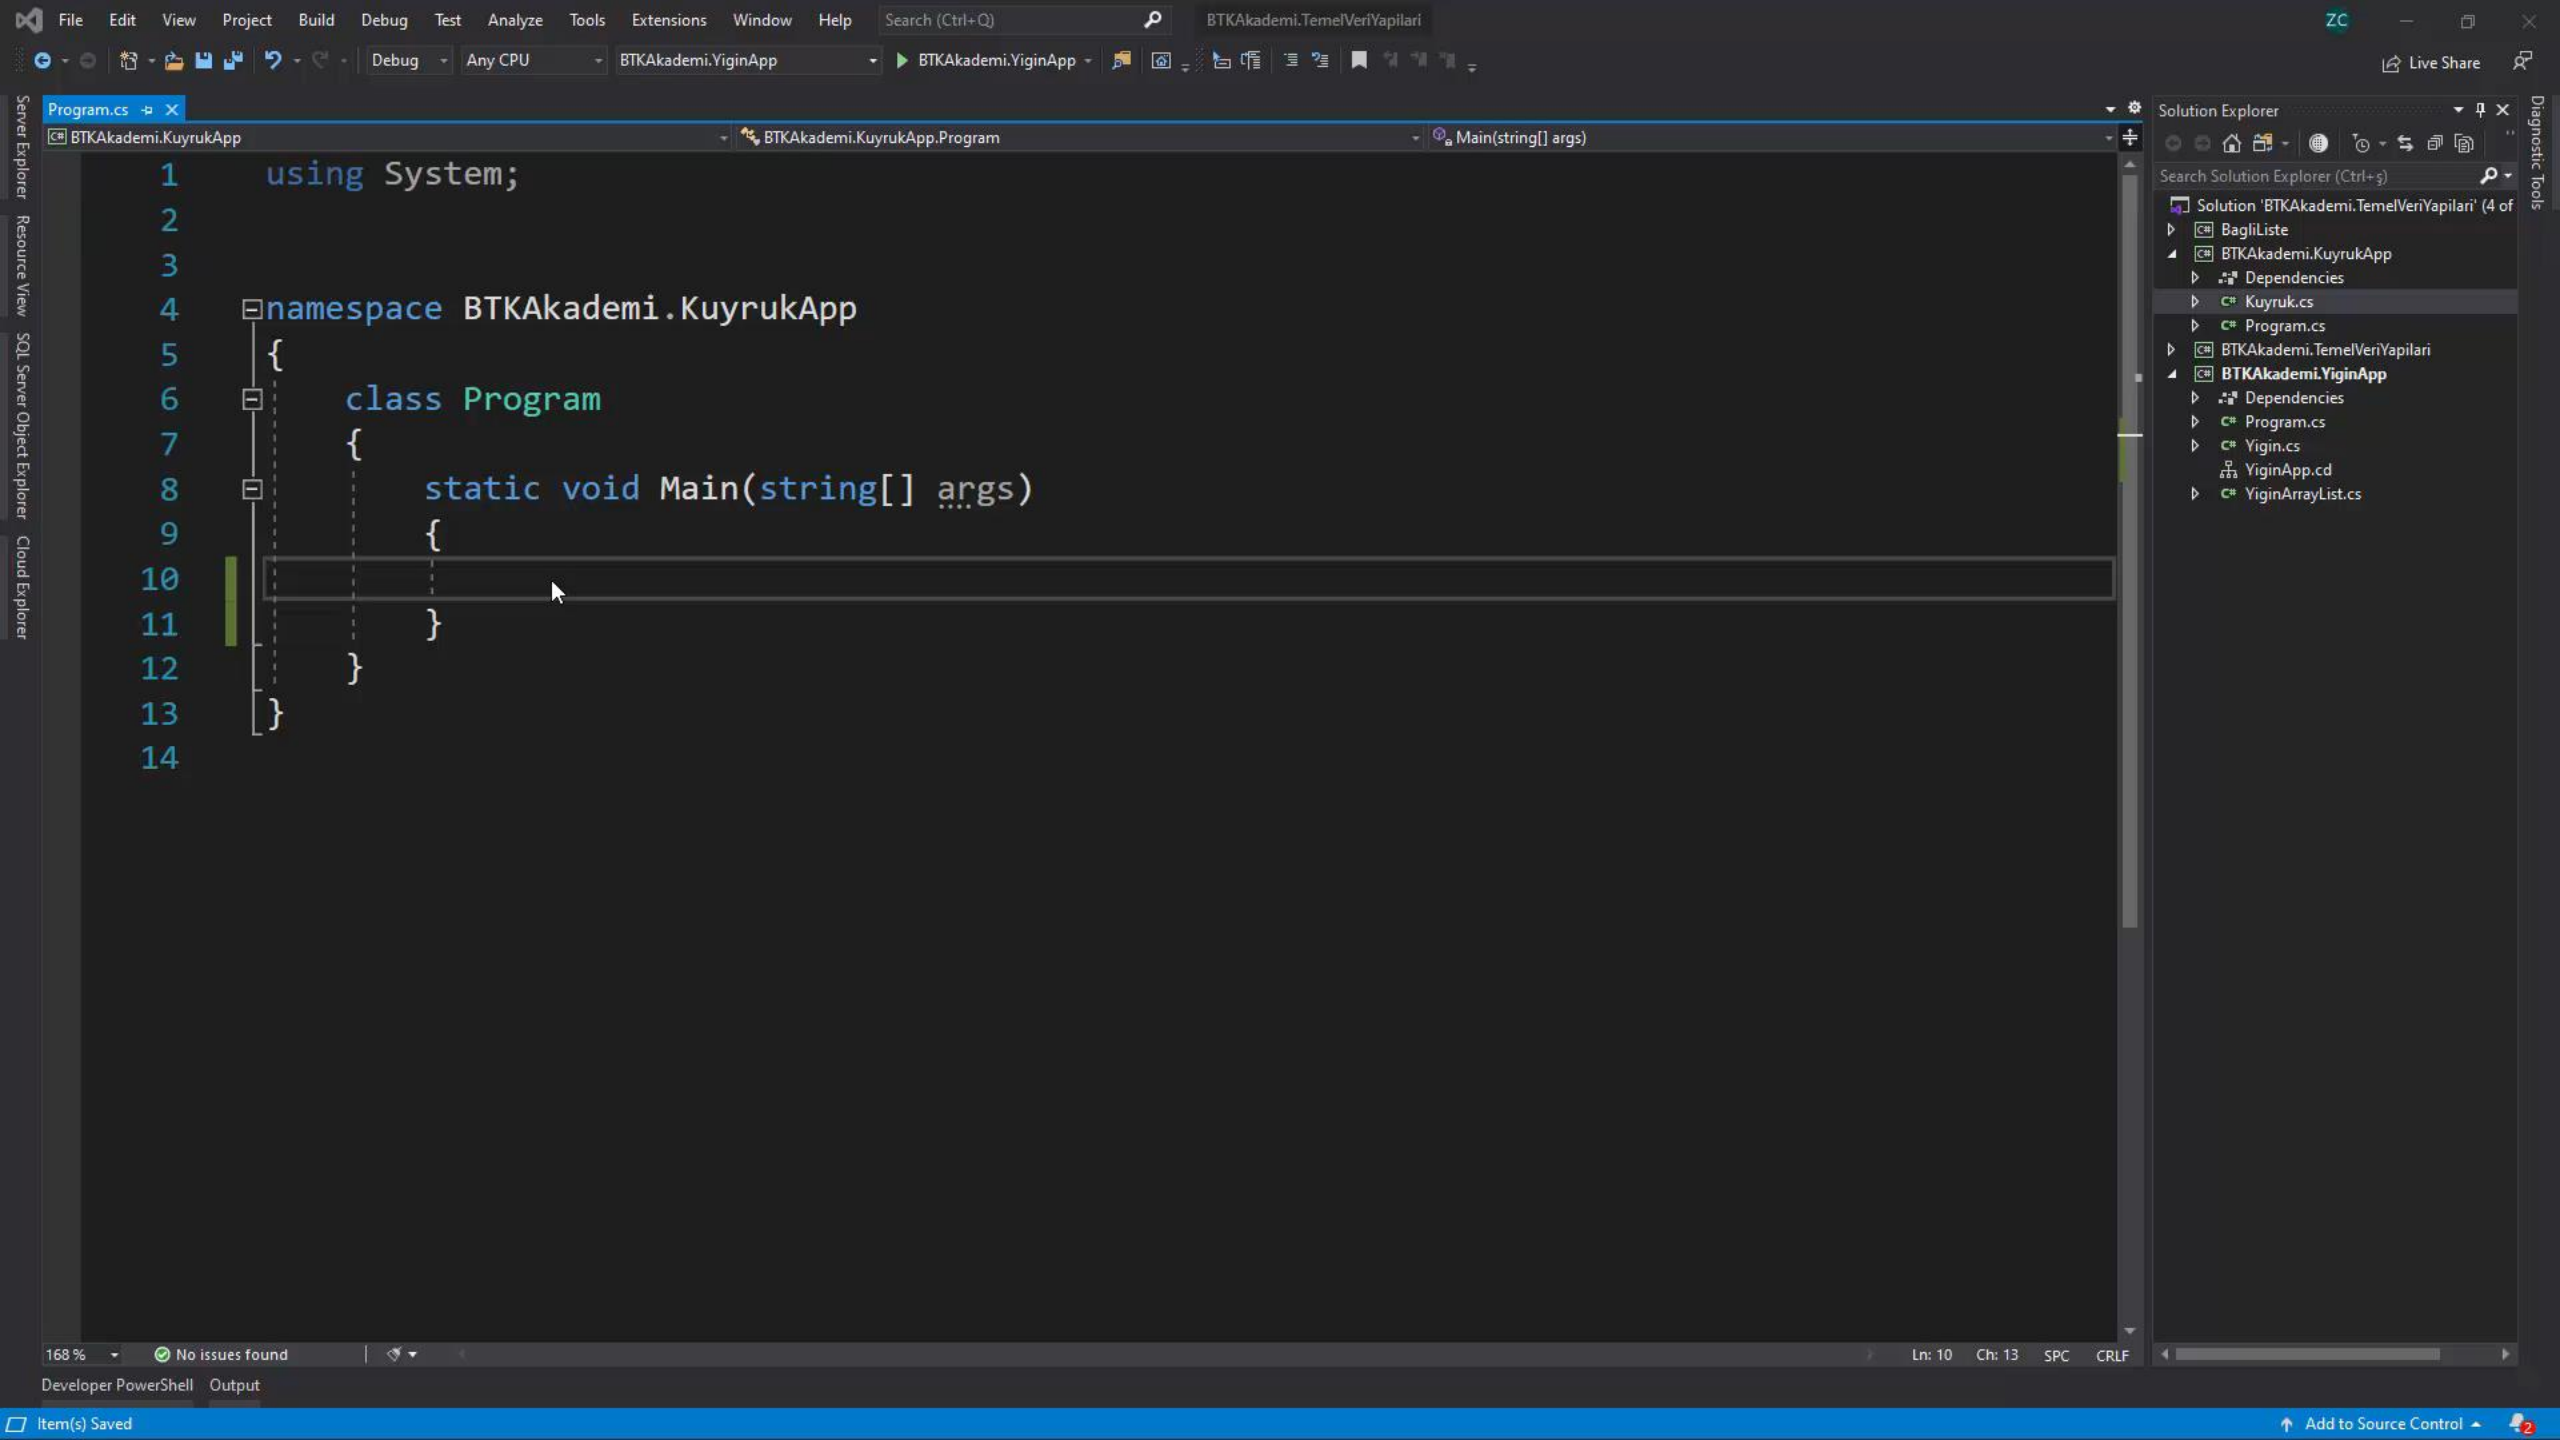 File Edit View Project Build Debug Test Analyze Tools Extensions Window Help Search (Ctrl+Q) BTKAkademi.TemelVeriYapilari ZC
Debug Any CPU BTKAkademi.YiginApp BTKAkademi.YiginApp Live Share
Program.cs
BTKAkademi.KuyrukApp BTKAkademi.KuyrukApp.Program Main(string[] args)
Server Explorer
Resource View
SQL Server Object Explorer
Cloud Explorer
1 using System;
2
3
4 namespace BTKAkademi.KuyrukApp
5 {
6 class Program
7 {
8 static void Main(string[] args)
9 {
10
11 }
12 }
13 }
14
Solution Explorer
Search Solution Explorer (Ctrl+ş)
Solution 'BTKAkademi.TemelVeriYapilari' (4 of
BagliListe
BTKAkademi.KuyrukApp
Dependencies
Kuyruk.cs
Program.cs
BTKAkademi.TemelVeriYapilari
BTKAkademi.YiginApp
Dependencies
Program.cs
Yigin.cs
YiginApp.cd
YiginArrayList.cs
Diagnostic Tools
168 % No issues found Ln: 10 Ch: 13 SPC CRLF
Developer PowerShell Output
Item(s) Saved Add to Source Control 2